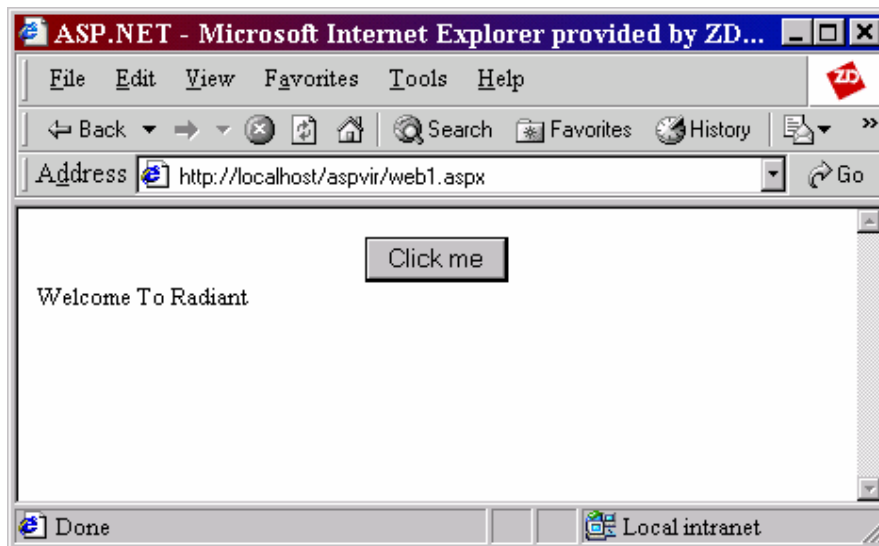 ASP.NET - Microsoft Internet Explorer provided by ZD...
File Edit View Favorites Tools Help
ZD
Back Search Favorites History »
Address http://localhost/aspvir/web1.aspx Go
Click me
Welcome To Radiant
Done Local intranet